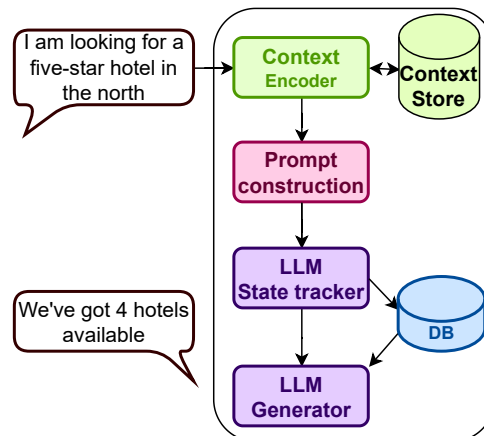 I am looking for a
five-star hotel in
the north
Context
Encoder
Context
Store
Prompt
construction
LLM
State tracker
DB
We've got 4 hotels
available
LLM
Generator